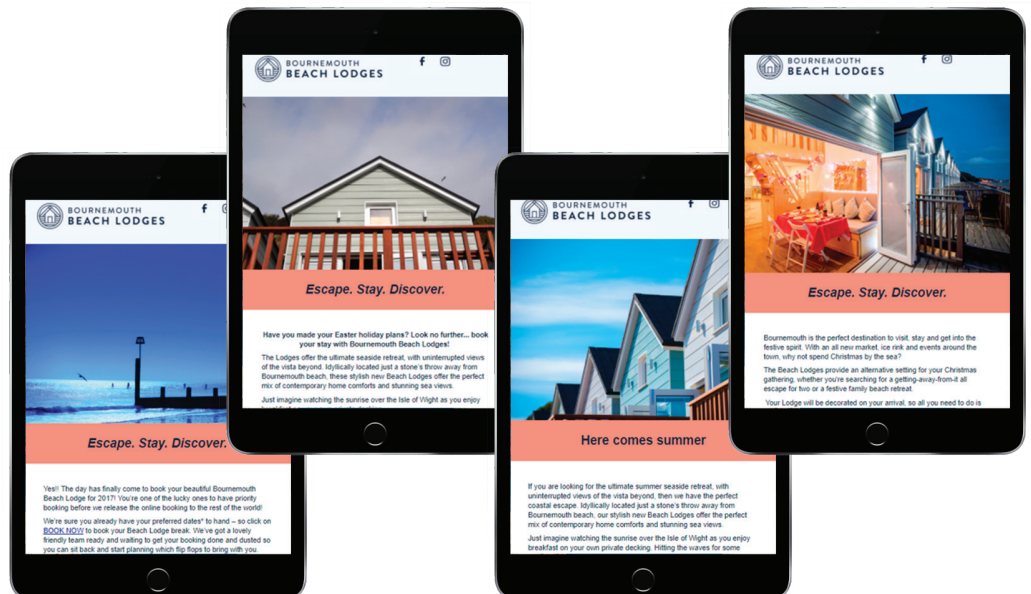 BOURNEMOUTH
BEACH LODGES
Escape. Stay. Discover.
Yes!! The day has finally come to book your beautiful Bournemouth
Beach Lodge for 2017! You're one of the lucky ones to have priority
booking before we release the online booking to the rest of the world!
We're sure you already have your preferred dates* to hand – so click on
BOOK NOW to book your Beach Lodge break. We've got a lovely
friendly team ready and waiting to get your booking done and dusted so
you can sit back and start planning which flip flops to bring with you
BOURNEMOUTH
BEACH LODGES
Escape. Stay. Discover.
Have you made your Easter holiday plans? Look no further... book
your stay with Bournemouth Beach Lodges!
The Lodges offer the ultimate seaside retreat, with uninterrupted views
of the vista beyond. Idyllically located just a stone's throw away from
Bournemouth beach, these stylish new Beach Lodges offer the perfect
mix of contemporary home comforts and stunning sea views.
Just imagine watching the sunrise over the Isle of Wight as you enjoy
BOURNEMOUTH
BEACH LODGES
Here comes summer
If you are looking for the ultimate summer seaside retreat, with
uninterrupted views of the vista beyond, then we have the perfect
coastal escape. Idyllically located just a stone's throw away from
Bournemouth beach, our stylish new Beach Lodges offer the perfect
mix of contemporary home comforts and stunning sea views.
Just imagine watching the sunrise over the Isle of Wight as you enjoy
breakfast on your own private decking. Hitting the waves for some
BOURNEMOUTH
BEACH LODGES
Escape. Stay. Discover.
Bournemouth is the perfect destination to visit, stay and get into the
festive spirit. With an all new market, ice rink and events around the
town, why not spend Christmas by the sea?
The Beach Lodges provide an alternative setting for your Christmas
gathering, whether you're searching for a getting-away-from-it all
escape for two or a festive family beach retreat.
Your Lodge will be decorated on your arrival, so all you need to do is